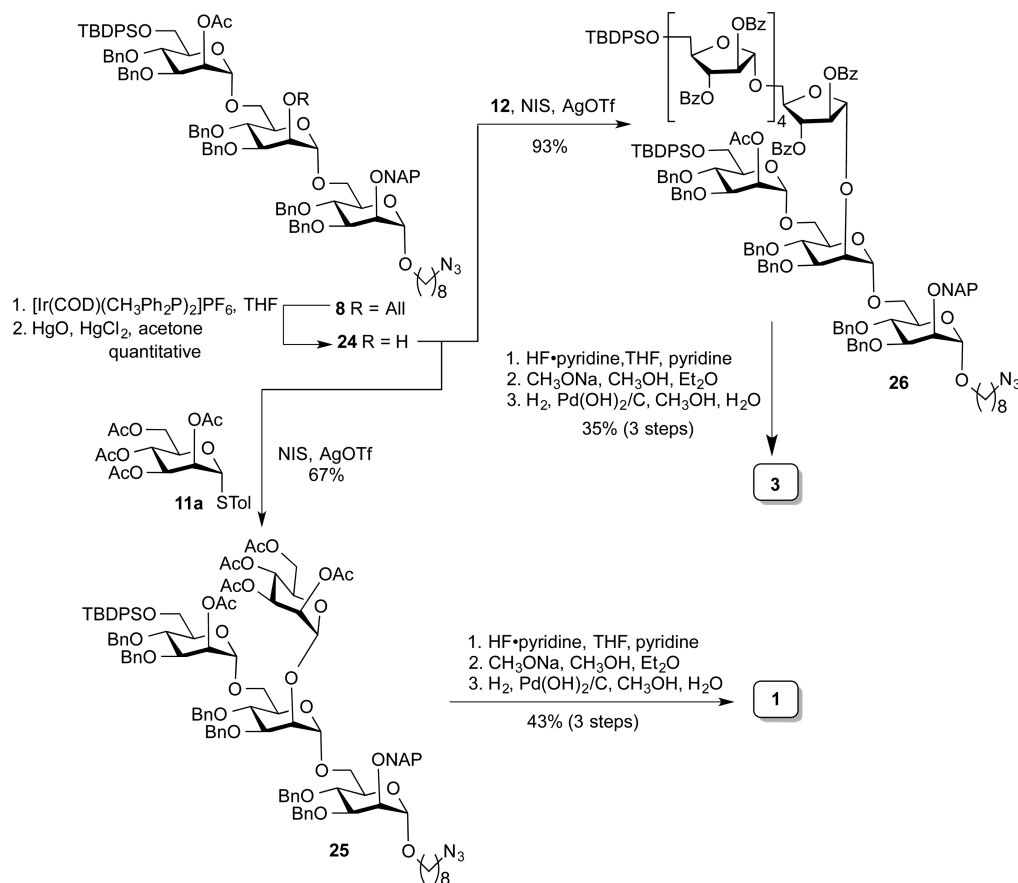 TBDPSO
OAc
O
BnO
BnO
O
OR
O
BnO
BnO
O
ONAP
O
BnO
BnO
O
N3
8
1. [Ir(COD)(CH3Ph2P)2]PF6, THF
2. HgO, HgCl2, acetone
quantitative
8 R = All
24 R = H
12, NIS, AgOTf
93%
TBDPSO
O
OBz
BzO
O
4
O
OBz
BzO
O
TBDPSO
AcO
O
BnO
BnO
O
O
BnO
BnO
O
ONAP
O
BnO
BnO
O
N3
8
26
1. HF•pyridine,THF, pyridine
2. CH3ONa, CH3OH, Et2O
3. H2, Pd(OH)2/C, CH3OH, H2O
35% (3 steps)
3
AcO
OAc
O
AcO
AcO
STol
11a
NIS, AgOTf
67%
AcO
AcO
OAc
AcO
O
TBDPSO
OAc
O
BnO
BnO
O
O
O
BnO
BnO
O
ONAP
O
BnO
BnO
O
N3
8
25
1. HF•pyridine, THF, pyridine
2. CH3ONa, CH3OH, Et2O
3. H2, Pd(OH)2/C, CH3OH, H2O
43% (3 steps)
1